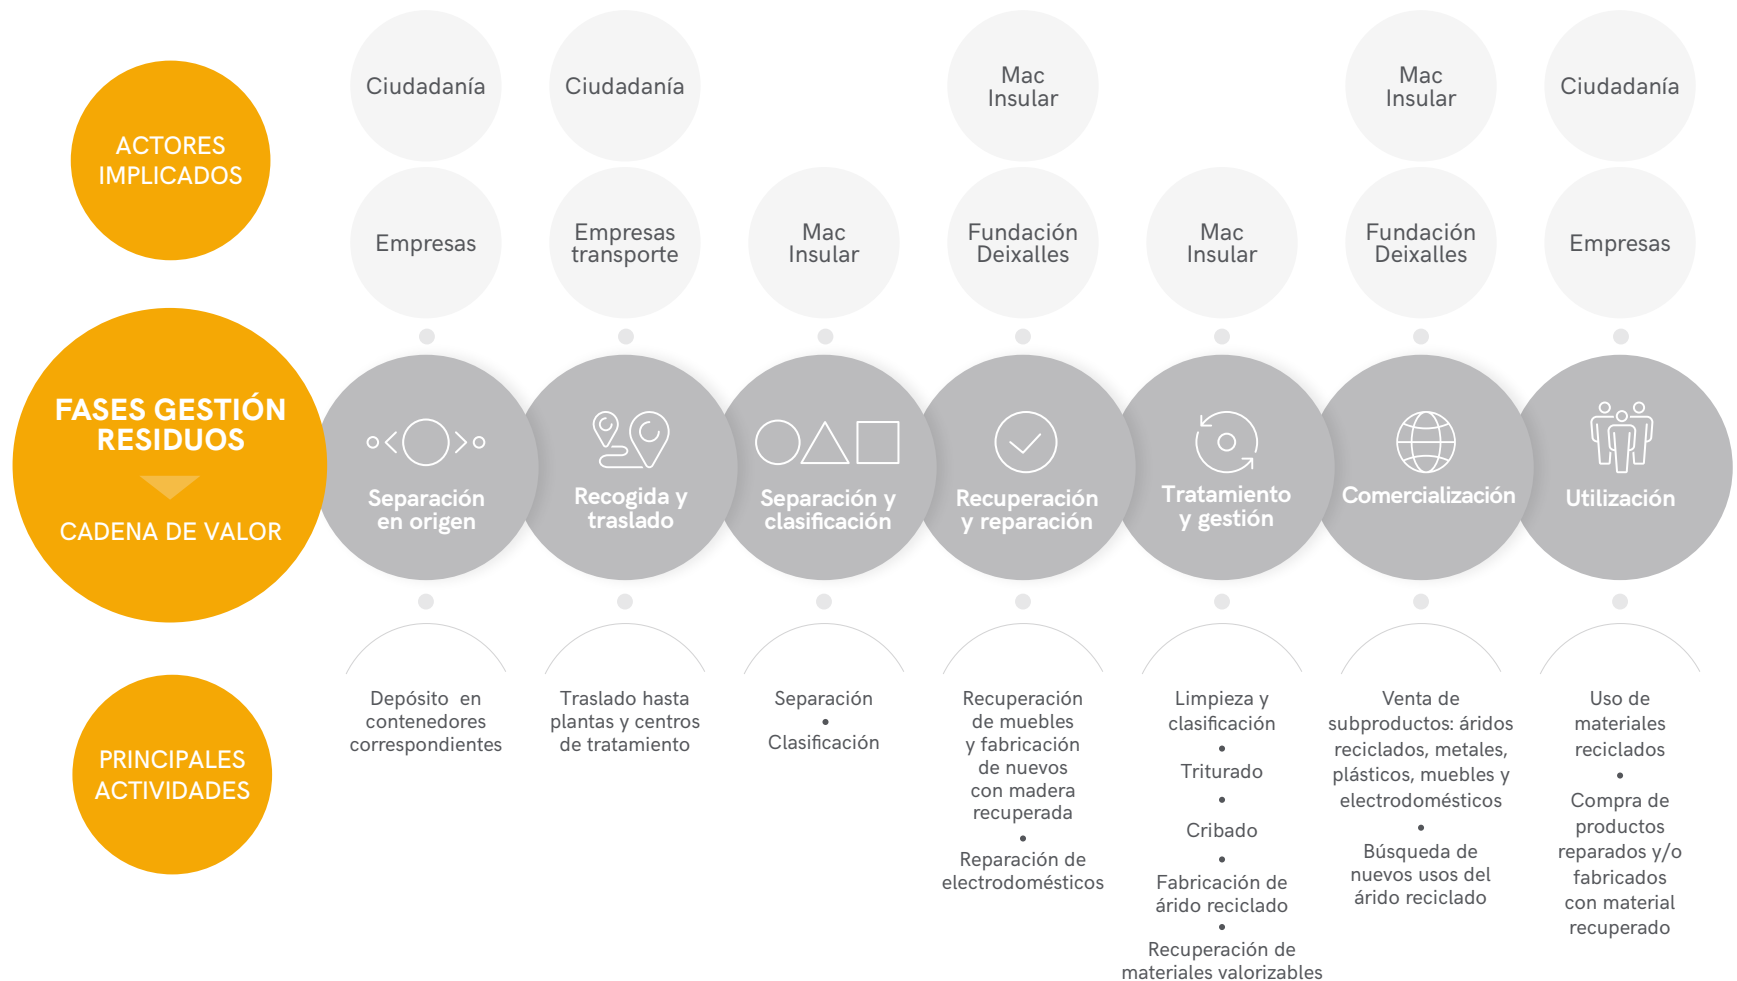 ACTORES
IMPLICADOS
Ciudadanía
Empresas
Ciudadanía
Empresas
transporte
Mac
Insular
Mac
Insular
Fundación
Deixalles
Mac
Insular
Mac
Insular
Fundación
Deixalles
Ciudadanía
Empresas
FASES GESTIÓN
RESIDUOS
CADENA DE VALOR
Separación
en origen
Recogida y
traslado
Separación y
clasificación
Recuperación
y reparación
Tratamiento
y gestión
Comercialización
Utilización
PRINCIPALES
ACTIVIDADES
Depósito en
contenedores
correspondientes
Traslado hasta
plantas y centros
de tratamiento
Separación
•
Clasificación
Recuperación
de muebles
y fabricación
de nuevos
con madera
recuperada
•
Reparación de
electrodomésticos
Limpieza y
clasificación
•
Triturado
•
Cribado
•
Fabricación de
árido reciclado
•
Recuperación de
materiales valorizables
Venta de
subproductos: áridos
reciclados, metales,
plásticos, muebles y
electrodomésticos
•
Búsqueda de
nuevos usos del
árido reciclado
Uso de
materiales
reciclados
•
Compra de
productos
reparados y/o
fabricados
con material
recuperado